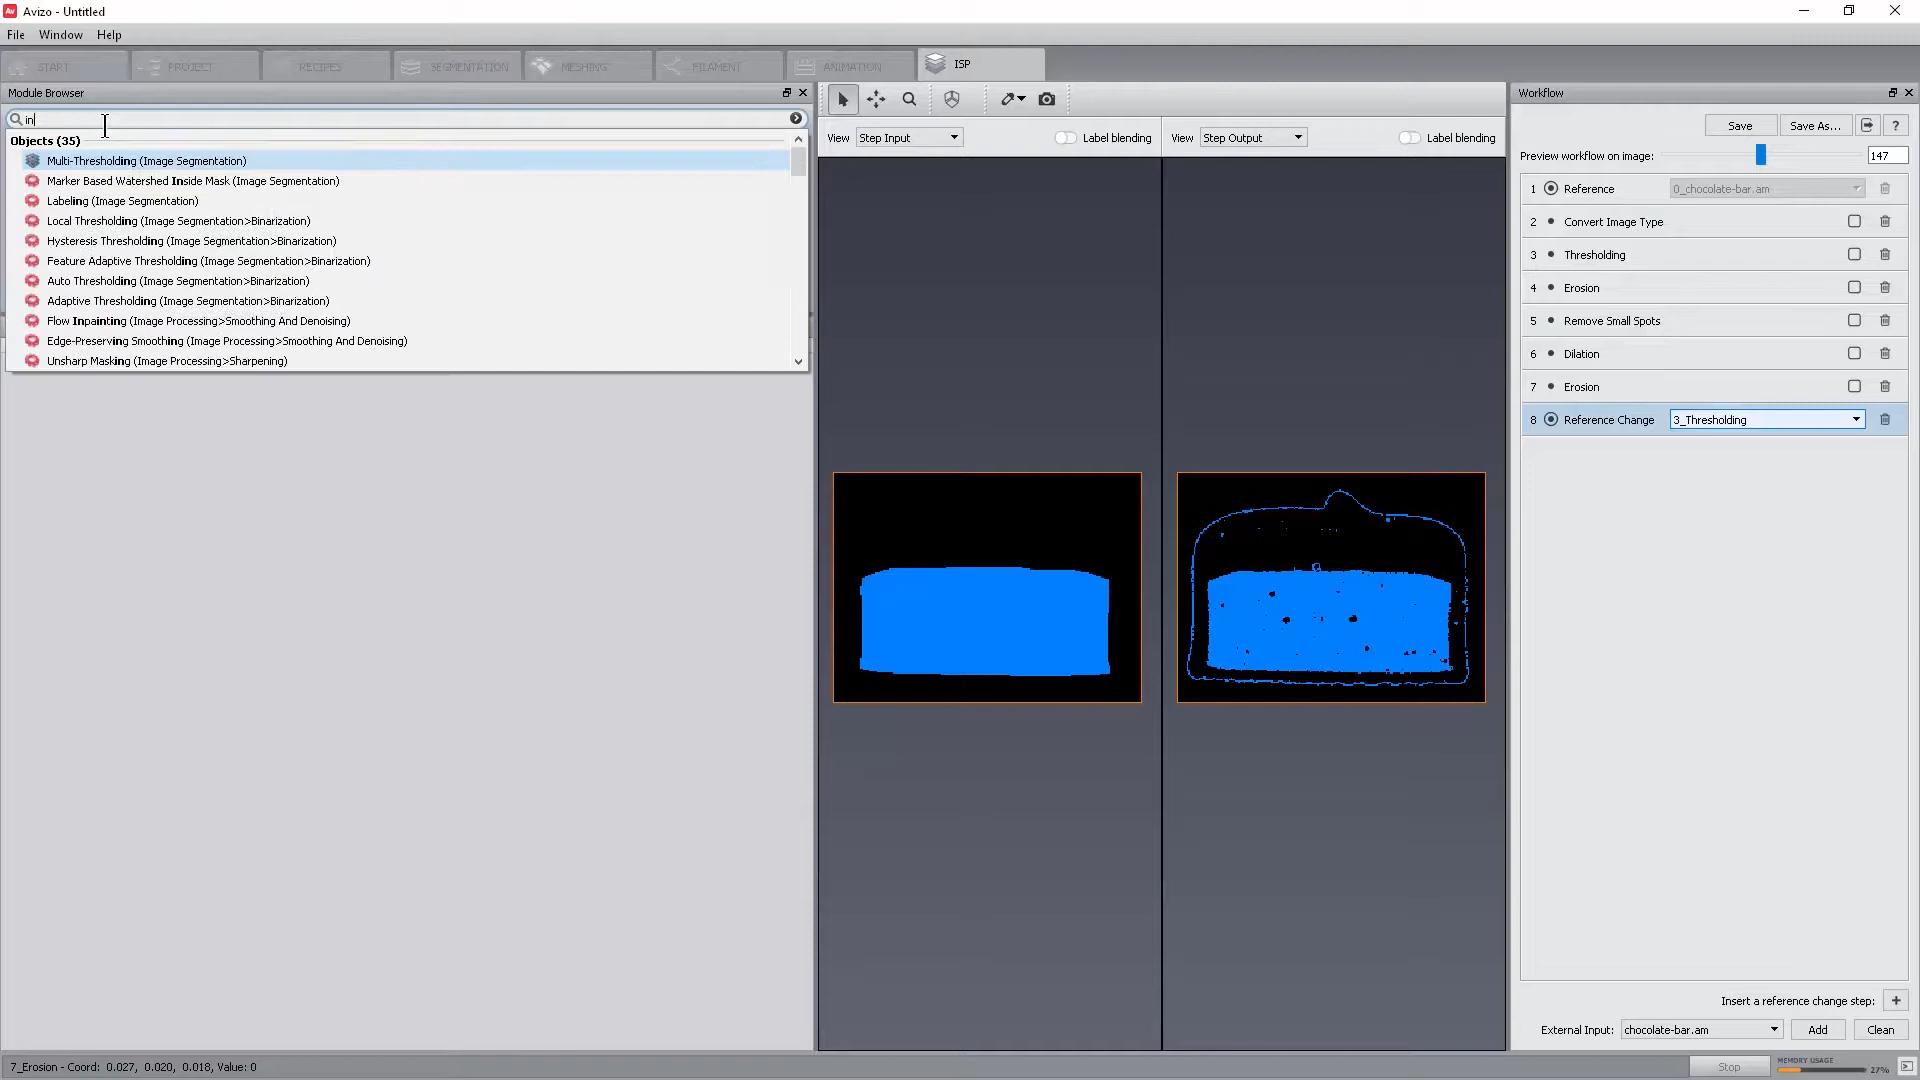 Avizo - Untitled
File Window Help
START PROJECT RECIPES SEGMENTATION MESHING FILAMENT ANIMATION ISP
Module Browser
in
Objects (35)
Multi-Thresholding (Image Segmentation)
Marker Based Watershed Inside Mask (Image Segmentation)
Labeling (Image Segmentation)
Local Thresholding (Image Segmentation>Binarization)
Hysteresis Thresholding (Image Segmentation>Binarization)
Feature Adaptive Thresholding (Image Segmentation>Binarization)
Auto Thresholding (Image Segmentation>Binarization)
Adaptive Thresholding (Image Segmentation>Binarization)
Flow Inpainting (Image Processing>Smoothing And Denoising)
Edge-Preserving Smoothing (Image Processing>Smoothing And Denoising)
Unsharp Masking (Image Processing>Sharpening)
View Step Input Label blending
View Step Output Label blending
Workflow
Save Save As... ?
Preview workflow on image: 147
1 Reference 0_chocolate-bar.am
2 Convert Image Type
3 Thresholding
4 Erosion
5 Remove Small Spots
6 Dilation
7 Erosion
8 Reference Change 3_Thresholding
Insert a reference change step: +
External Input: chocolate-bar.am Add Clean
7_Erosion - Coord: 0.027, 0.020, 0.018, Value: 0
Stop MEMORY USAGE 27%